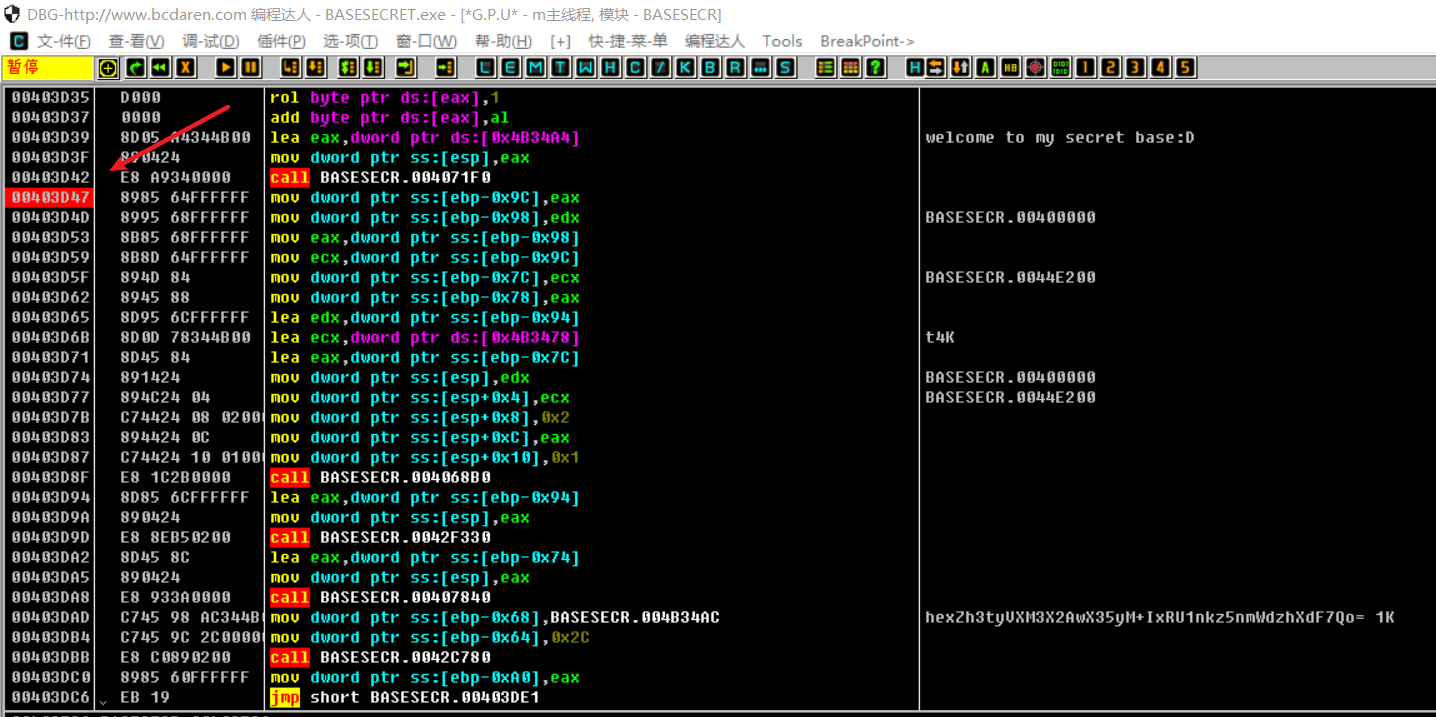 DBG-http://www.bcdaren.com 编程达人 - BASESECRET.exe - [*G.P.U* - m主线程, 模块 - BASESECR]
C 文-件(F) 查-看(V) 调-试(D) 插件(P) 选-项(T) 窗-口(W) 帮-助(H) [+] 快-捷-菜-单 编程达人 Tools BreakPoint->
暂停 L E M T W H C / K B R ... S ? H A HB 0101 1010 1 2 3 4 5
00403D35 D000 rol byte ptr ds:[eax],1
00403D37 0000 add byte ptr ds:[eax],al
00403D39 8D05 A4344B00 lea eax,dword ptr ds:[0x4B34A4] welcome to my secret base:D
00403D3F 890424 mov dword ptr ss:[esp],eax
00403D42 E8 A9340000 call BASESECR.004071F0
00403D47 8985 64FFFFFF mov dword ptr ss:[ebp-0x9C],eax
00403D4D 8995 68FFFFFF mov dword ptr ss:[ebp-0x98],edx BASESECR.00400000
00403D53 8B85 68FFFFFF mov eax,dword ptr ss:[ebp-0x98]
00403D59 8B8D 64FFFFFF mov ecx,dword ptr ss:[ebp-0x9C]
00403D5F 894D 84 mov dword ptr ss:[ebp-0x7C],ecx BASESECR.0044E200
00403D62 8945 88 mov dword ptr ss:[ebp-0x78],eax
00403D65 8D95 6CFFFFFF lea edx,dword ptr ss:[ebp-0x94]
00403D6B 8D0D 78344B00 lea ecx,dword ptr ds:[0x4B3478] t4K
00403D71 8D45 84 lea eax,dword ptr ss:[ebp-0x7C]
00403D74 891424 mov dword ptr ss:[esp],edx BASESECR.00400000
00403D77 894C24 04 mov dword ptr ss:[esp+0x4],ecx BASESECR.0044E200
00403D7B C74424 08 0200 mov dword ptr ss:[esp+0x8],0x2
00403D83 894424 0C mov dword ptr ss:[esp+0xC],eax
00403D87 C74424 10 0100 mov dword ptr ss:[esp+0x10],0x1
00403D8F E8 1C2B0000 call BASESECR.004068B0
00403D94 8D85 6CFFFFFF lea eax,dword ptr ss:[ebp-0x94]
00403D9A 890424 mov dword ptr ss:[esp],eax
00403D9D E8 8EB50200 call BASESECR.0042F330
00403DA2 8D45 8C lea eax,dword ptr ss:[ebp-0x74]
00403DA5 890424 mov dword ptr ss:[esp],eax
00403DA8 E8 933A0000 call BASESECR.00407840
00403DAD C745 98 AC344B mov dword ptr ss:[ebp-0x68],BASESECR.004B34AC hexZh3tyVXM3X2AwX35yM+IxRU1nkz5nmWdzhXdF7Qo= 1K
00403DB4 C745 9C 2C0000 mov dword ptr ss:[ebp-0x64],0x2C
00403DBB E8 C0890200 call BASESECR.0042C780
00403DC0 8985 60FFFFFF mov dword ptr ss:[ebp-0xA0],eax
00403DC6 EB 19 jmp short BASESECR.00403DE1